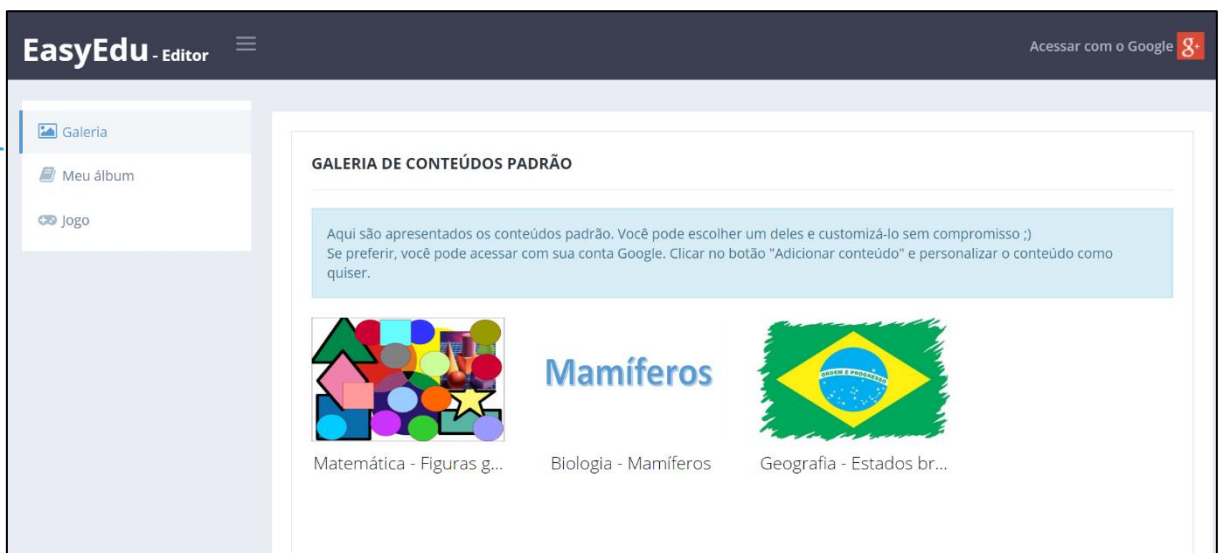 EasyEdu - Editor
Acessar com o Google g+
Galeria
Meu álbum
Jogo
GALERIA DE CONTEÚDOS PADRÃO
Aqui são apresentados os conteúdos padrão. Você pode escolher um deles e customizá-lo sem compromisso ;)
Se preferir, você pode acessar com sua conta Google. Clicar no botão "Adicionar conteúdo" e personalizar o conteúdo como
quiser.
Mamíferos
ORDEM E PROGRESSO
Matemática - Figuras g...
Biologia - Mamíferos
Geografia - Estados br...